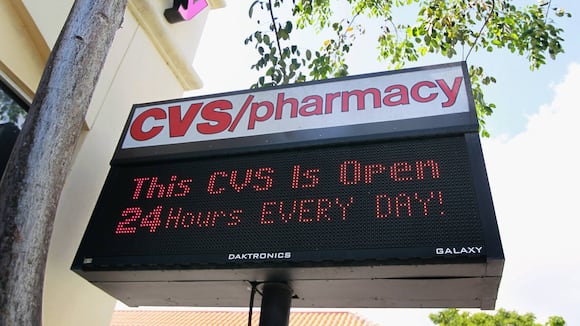 CVS/pharmacy
This CVS Is Open
24 Hours EVERY DAY!
DAKTRONICS GALAXY